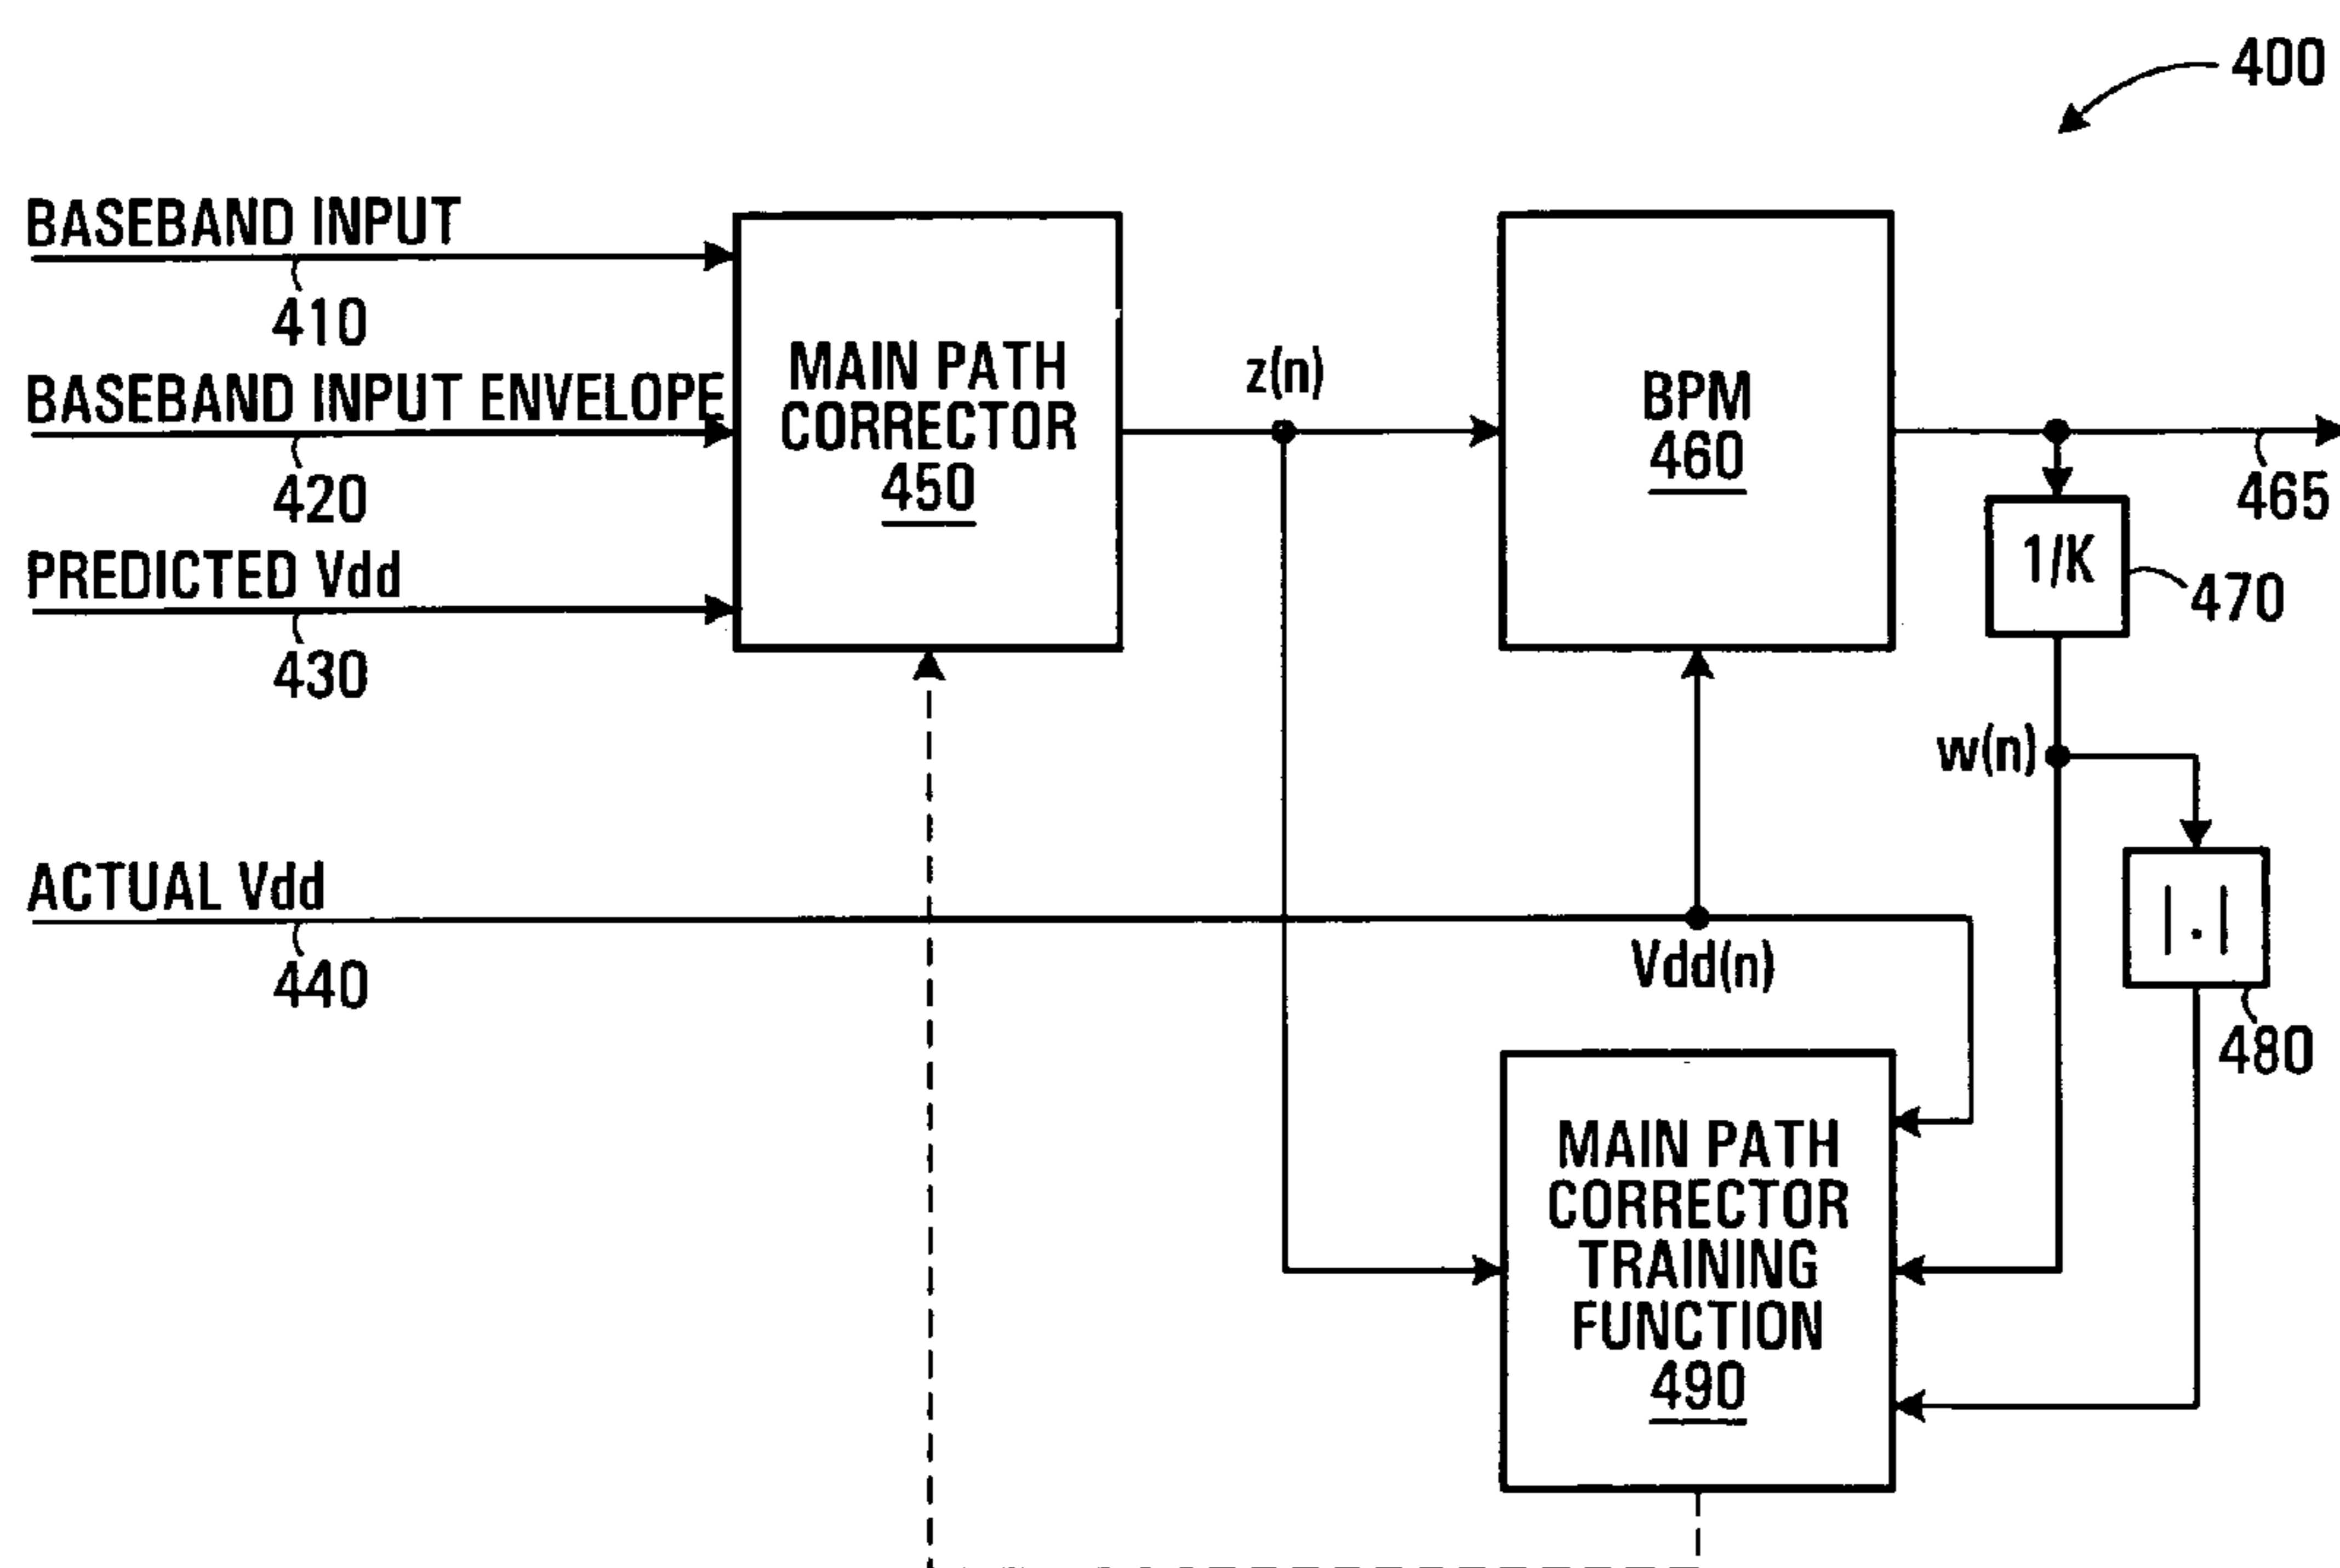 400
BASEBAND INPUT
410
BASEBAND INPUT ENVELOPE
420
PREDICTED Vdd
430
MAIN PATH
CORRECTOR
450
z(n)
BPM
460
465
1/K
470
w(n)
ACTUAL Vdd
440
Vdd(n)
|.|
480
MAIN PATH
CORRECTOR
TRAINING
FUNCTION
490